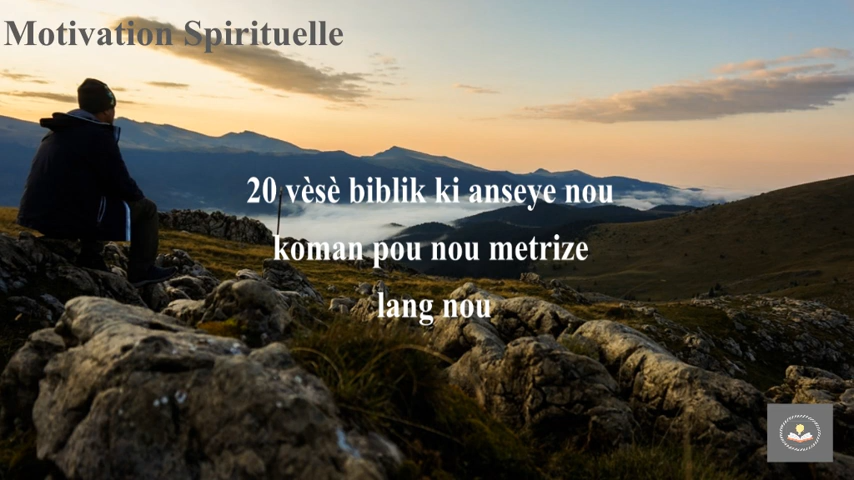 Motivation Spirituelle
20 vèsè biblik ki anseye nou
koman pou nou metrize
lang nou